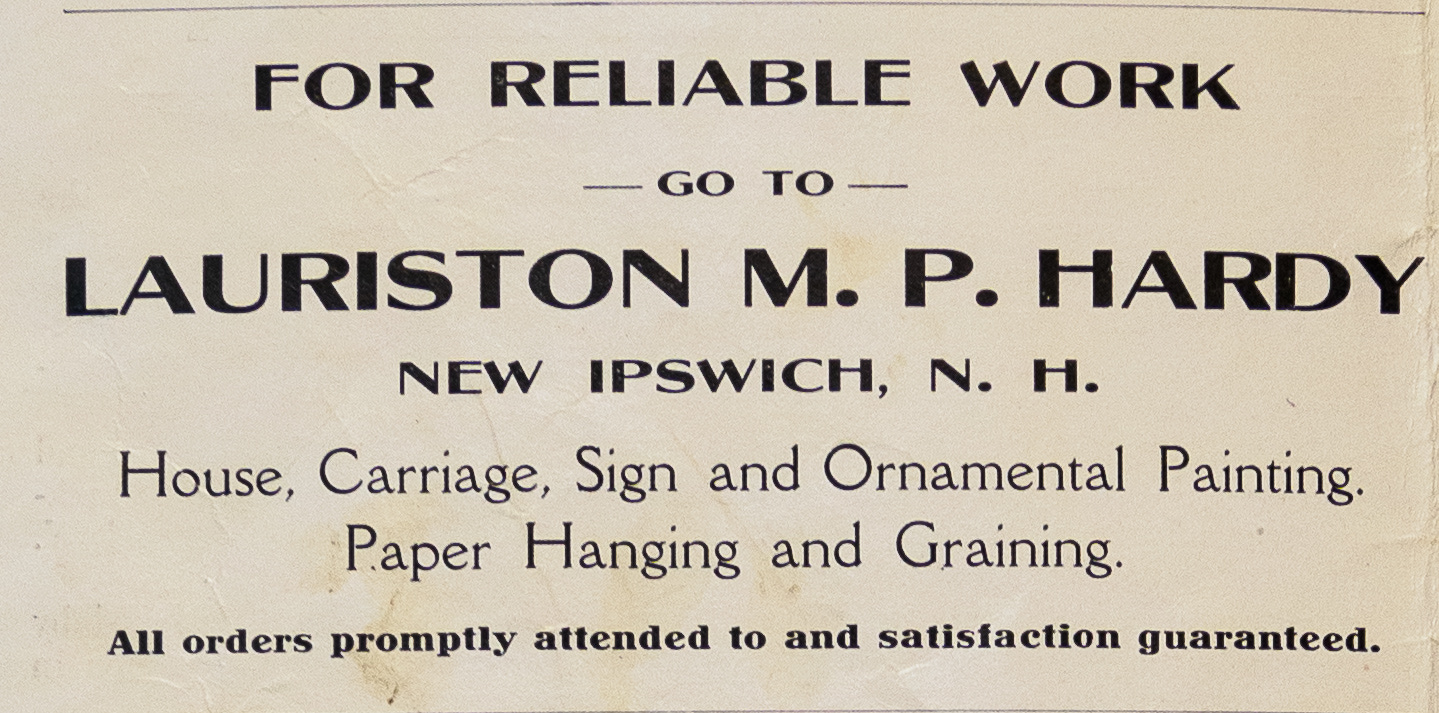 FOR RELIABLE WORK
— GO TO —
LAURISTON M. P. HARDY
NEW IPSWICH, N. H.
House, Carriage, Sign and Ornamental Painting.
Paper Hanging and Graining.
All orders promptly attended to and satisfaction guaranteed.